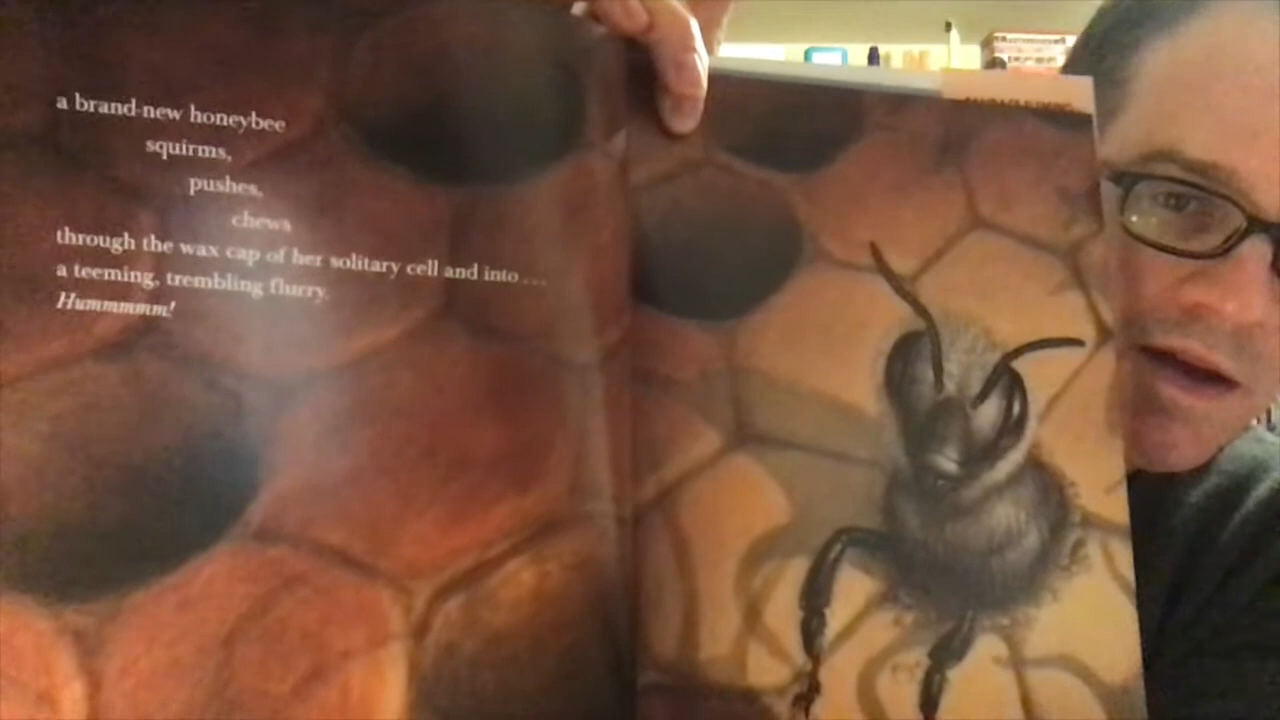 a brand-new honeybee
squirms,
pushes,
chews
through the wax cap of her solitary cell and into...
a teeming, trembling flurry.
Hummmmm!